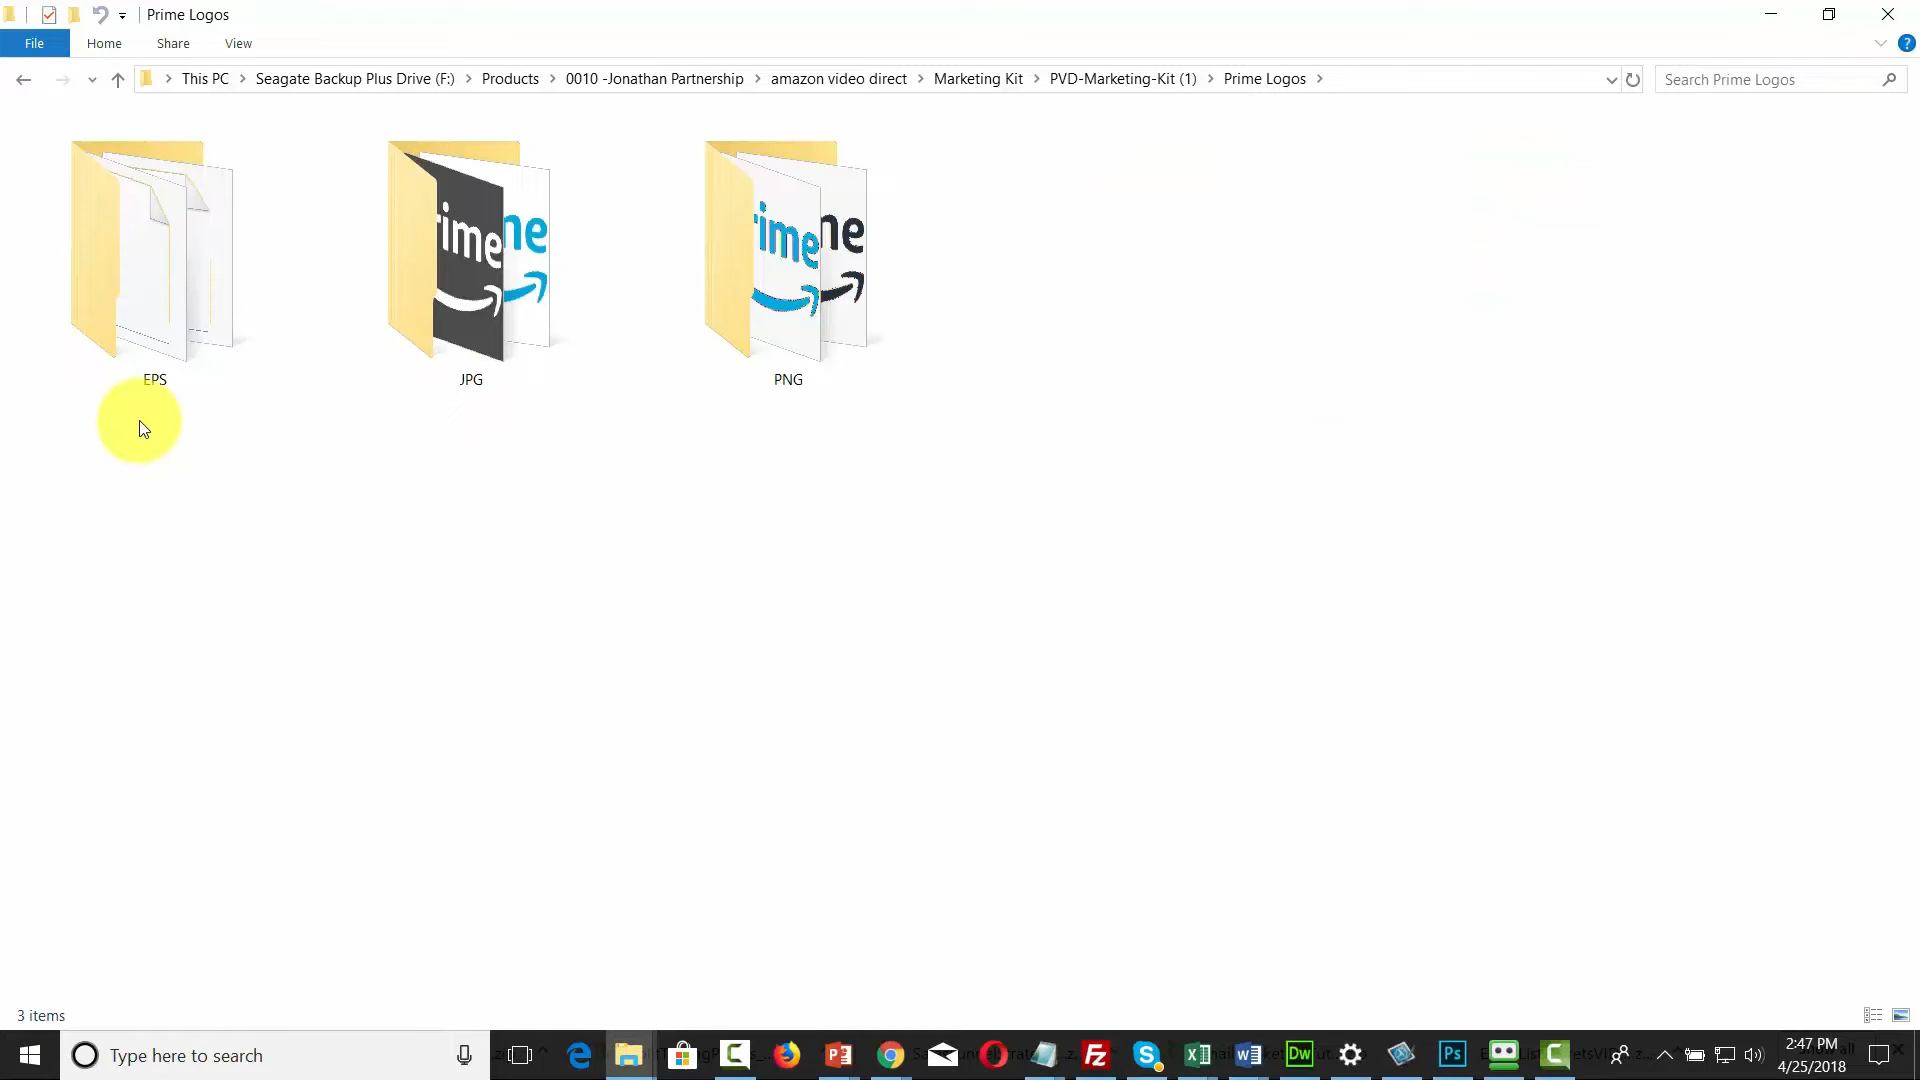 Prime Logos
File Home Share View
This PC Seagate Backup Plus Drive (F:) Products 0010 -Jonathan Partnership amazon video direct Marketing Kit PVD-Marketing-Kit (1) Prime Logos
Search Prime Logos
rime ne
rime ne
EPS JPG PNG
3 items
Type here to search
2:47 PM
4/25/2018